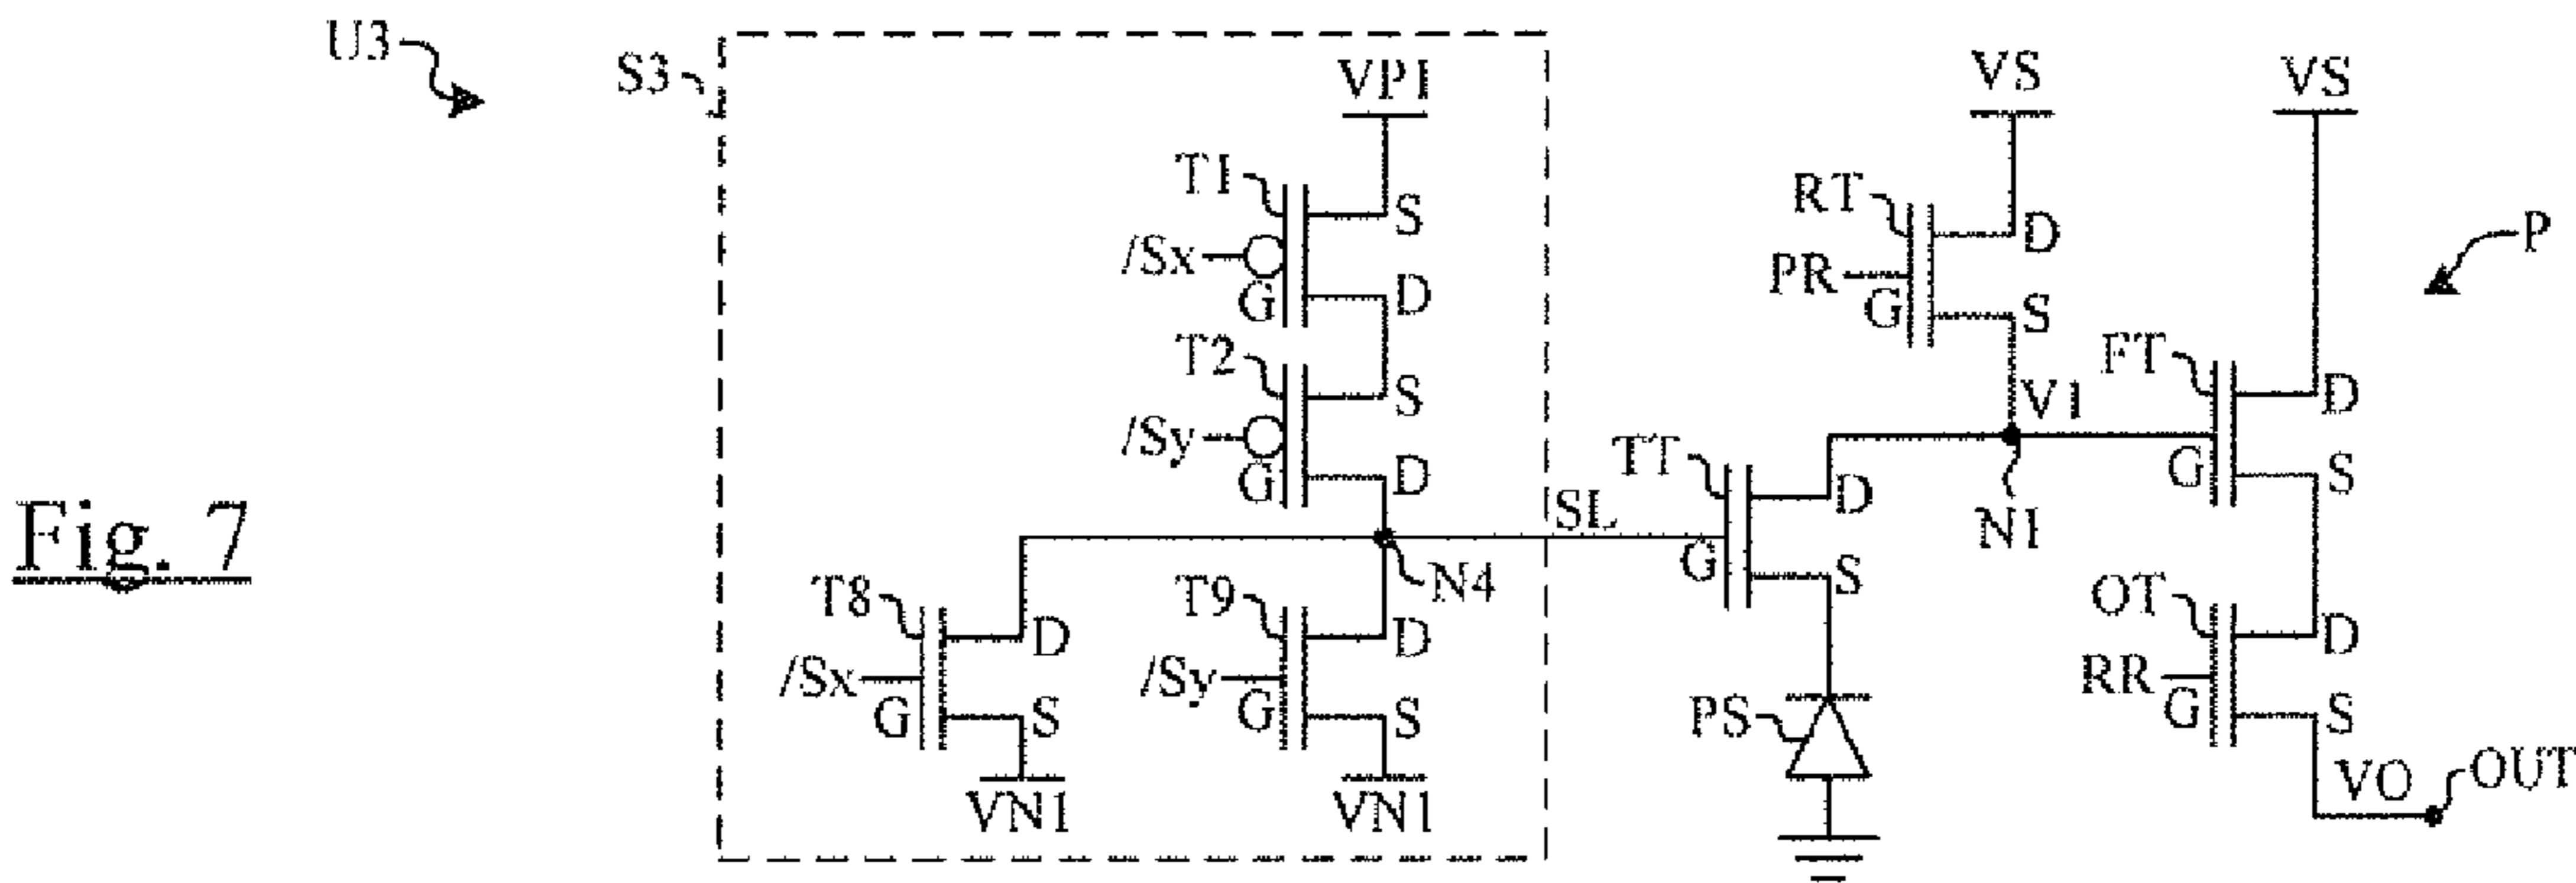 U3
S3
VP1
VS
VS
T1
S
RT
D
P
/Sx
G
D
PR
G
S
T2
S
FT
D
V1
/Sy
G
D
TT
G
S
SL
D
N1
Fig. 7
N4
G
S
T8
T9
OT
D
D
D
/Sx
G
S
/Sy
G
S
PS
RR
G
S
VN1
VN1
VO
OUT